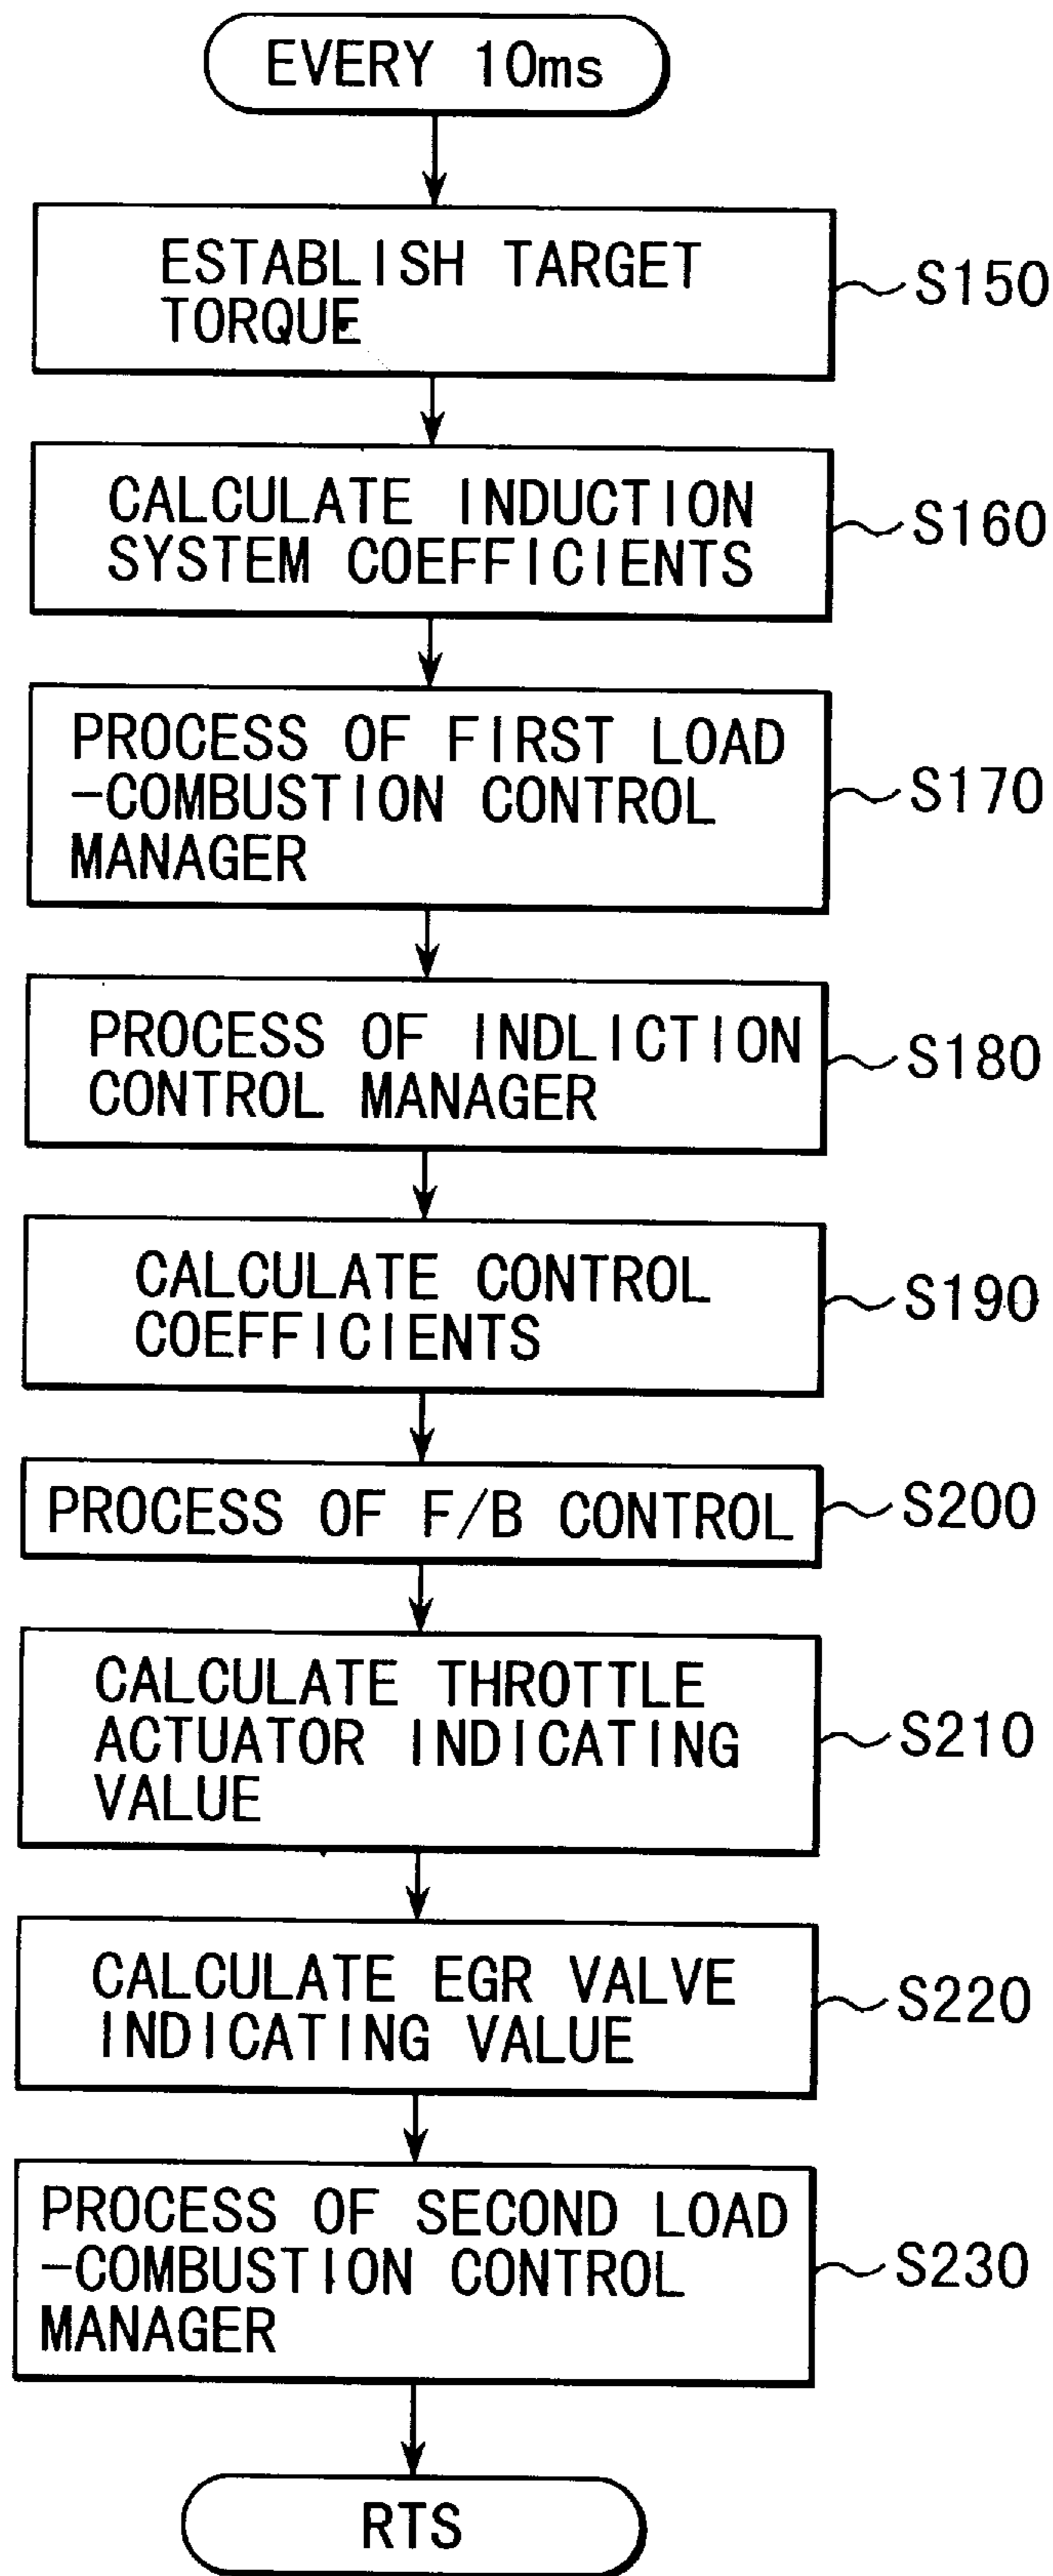 EVERY 10ms
ESTABLISH TARGET
TORQUE
S150
CALCULATE INDUCTION
SYSTEM COEFFICIENTS
S160
PROCESS OF FIRST LOAD
-COMBUSTION CONTROL
MANAGER
S170
PROCESS OF INDLICTION
CONTROL MANAGER
S180
CALCULATE CONTROL
COEFFICIENTS
S190
PROCESS OF F/B CONTROL
S200
CALCULATE THROTTLE
ACTUATOR INDICATING
VALUE
S210
CALCULATE EGR VALVE
INDICATING VALUE
S220
PROCESS OF SECOND LOAD
-COMBUSTION CONTROL
MANAGER
S230
RTS